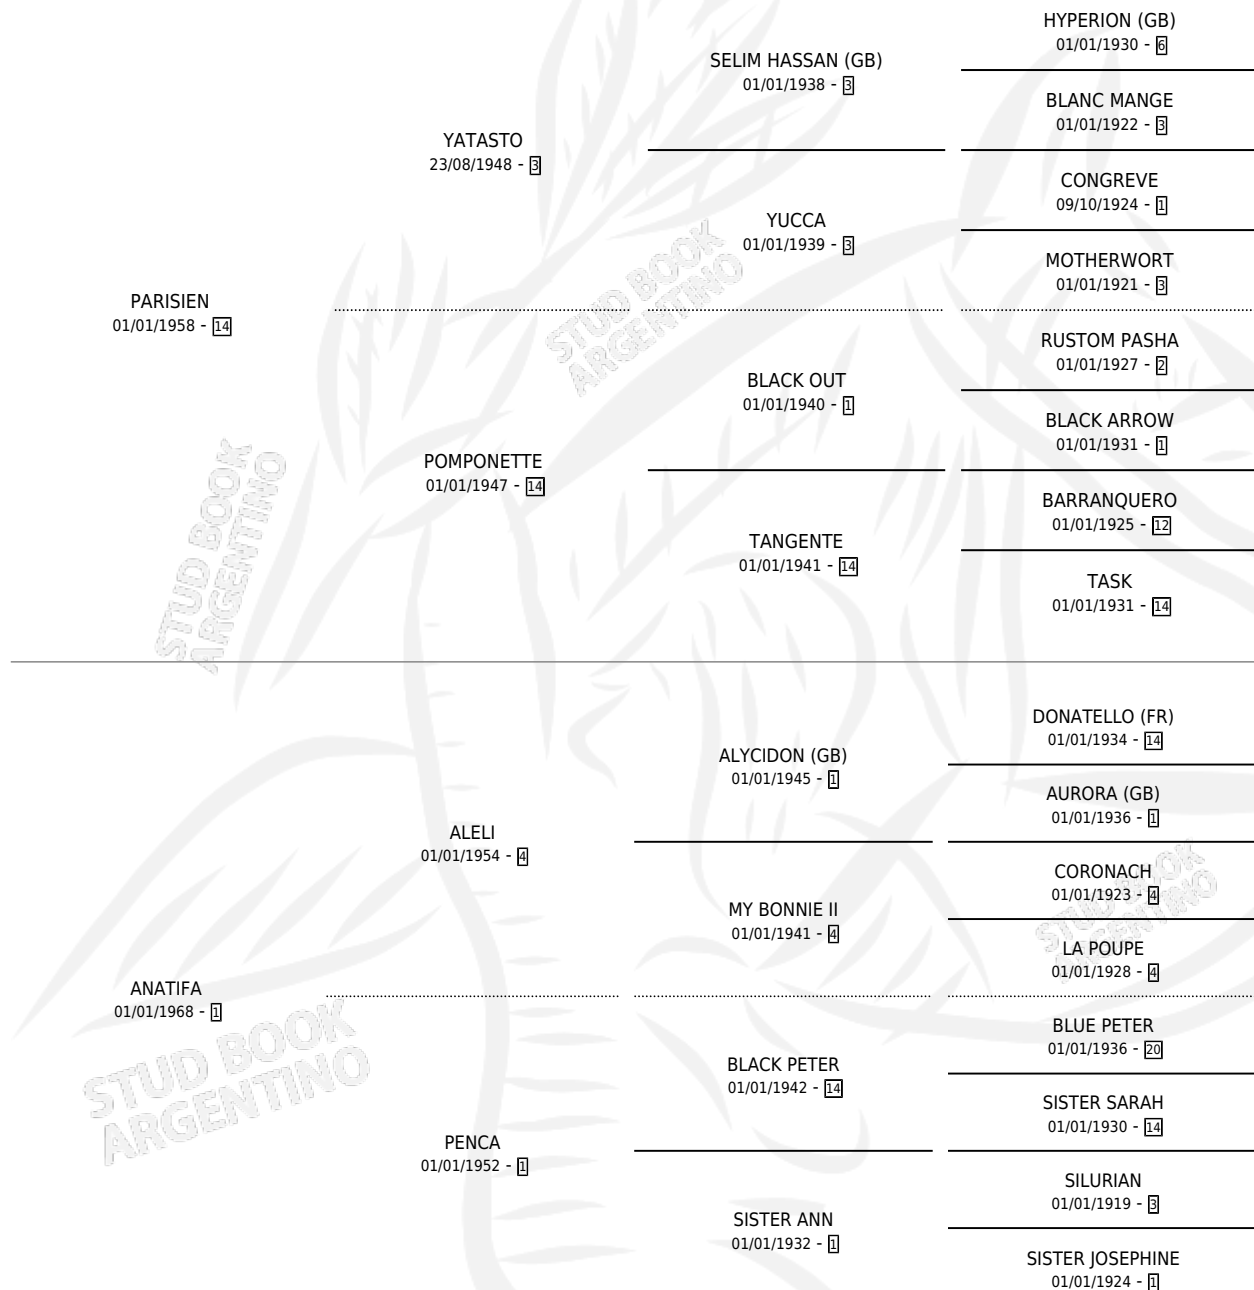 HYPERION (GB)
01/01/1930 - 6
SELIM HASSAN (GB)
01/01/1938 - 3
BLANC MANGE
01/01/1922 - 3
YATASTO
23/08/1948 - 3
CONGREVE
09/10/1924 - 1
YUCCA
01/01/1939 - 3
MOTHERWORT
01/01/1921 - 3
PARISIEN
01/01/1958 - 14
STUD BOOK
ARGENTINO
RUSTOM PASHA
01/01/1927 - 2
BLACK OUT
01/01/1940 - 1
BLACK ARROW
01/01/1931 - 1
POMPONETTE
01/01/1947 - 14
BARRANQUERO
01/01/1925 - 12
TANGENTE
01/01/1941 - 14
TASK
01/01/1931 - 14
STUD BOOK
ARGENTINO
DONATELLO (FR)
01/01/1934 - 14
ALYCIDON (GB)
01/01/1945 - 1
AURORA (GB)
01/01/1936 - 1
ALELI
01/01/1954 - 4
CORONACH
01/01/1923 - 4
MY BONNIE II
01/01/1941 - 4
STUD BOOK
ARGENTINO
LA POUPE
01/01/1928 - 4
ANATIFA
01/01/1968 - 1
STUD BOOK
ARGENTINO
BLUE PETER
01/01/1936 - 20
BLACK PETER
01/01/1942 - 14
SISTER SARAH
01/01/1930 - 14
PENCA
01/01/1952 - 1
SILURIAN
01/01/1919 - 3
SISTER ANN
01/01/1932 - 1
SISTER JOSEPHINE
01/01/1924 - 1